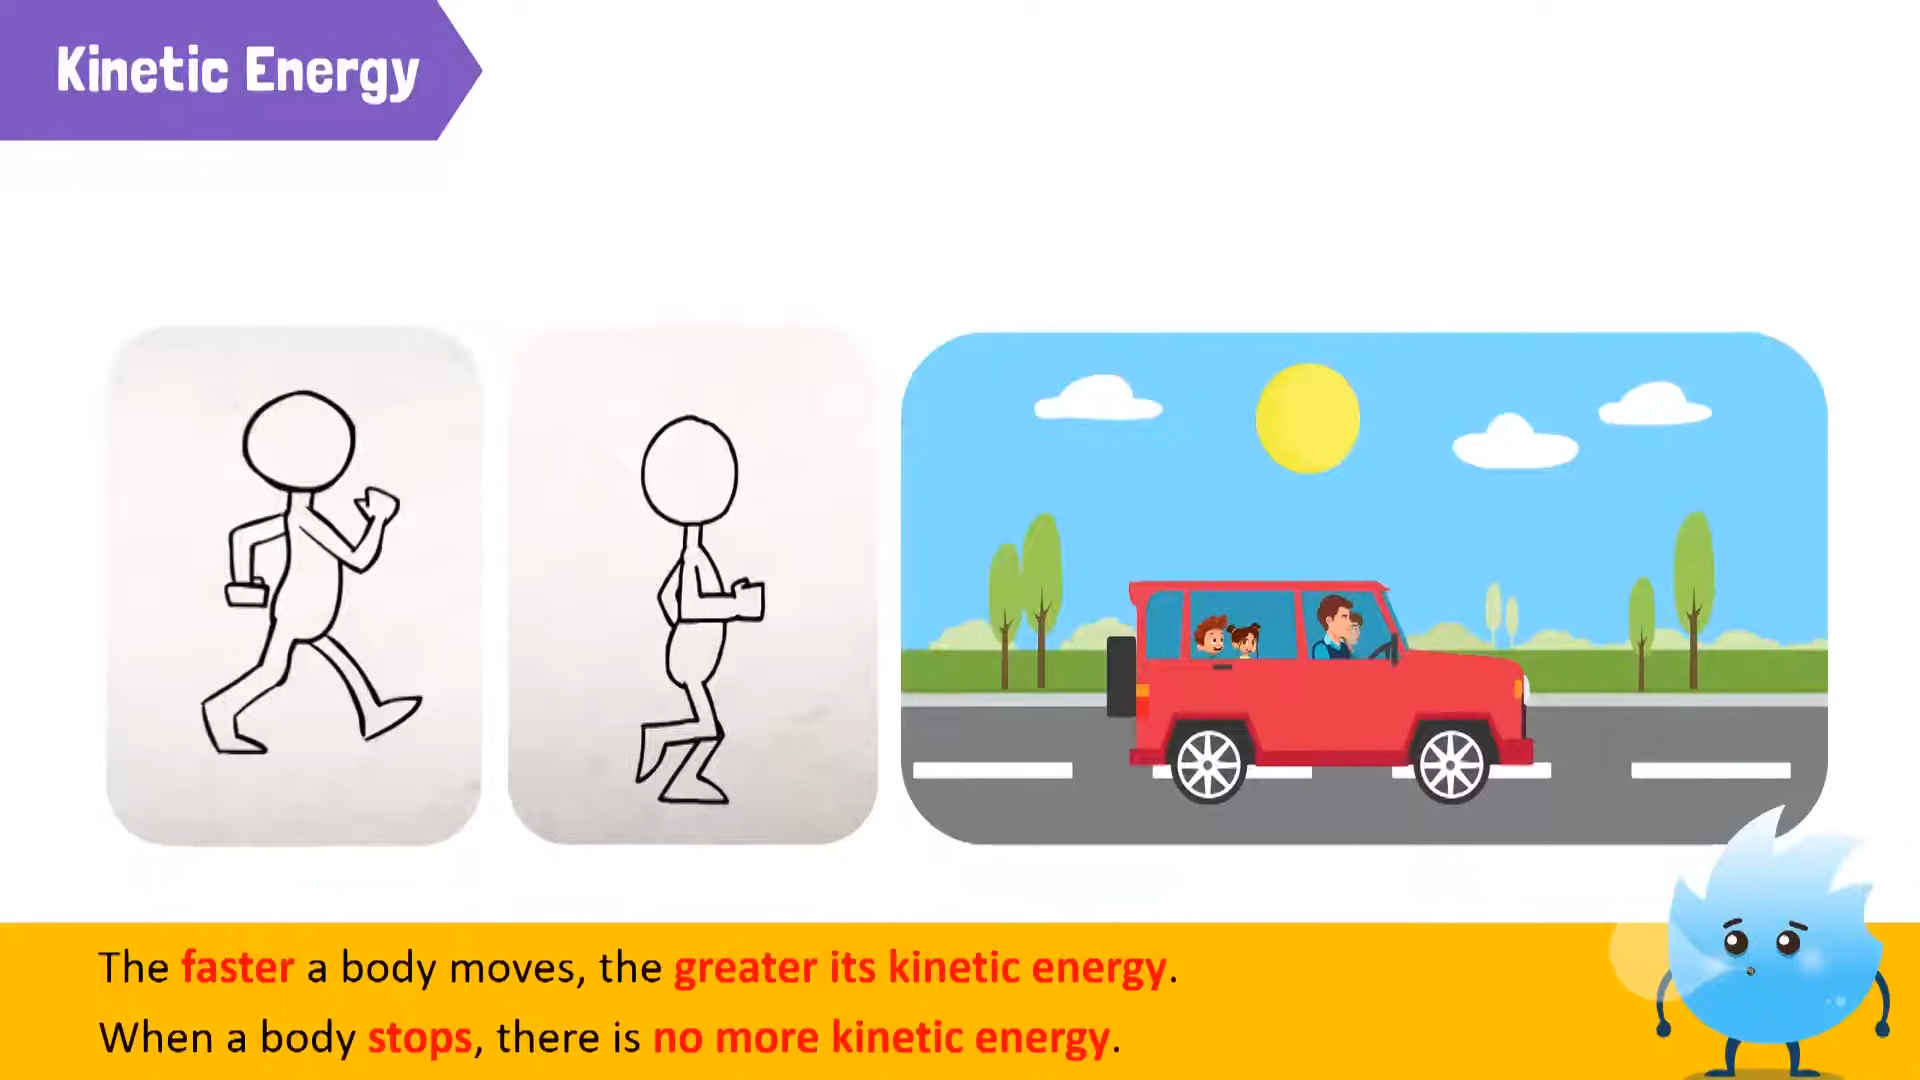 Kinetic Energy
The faster a body moves, the greater its kinetic energy.
When a body stops, there is no more kinetic energy.